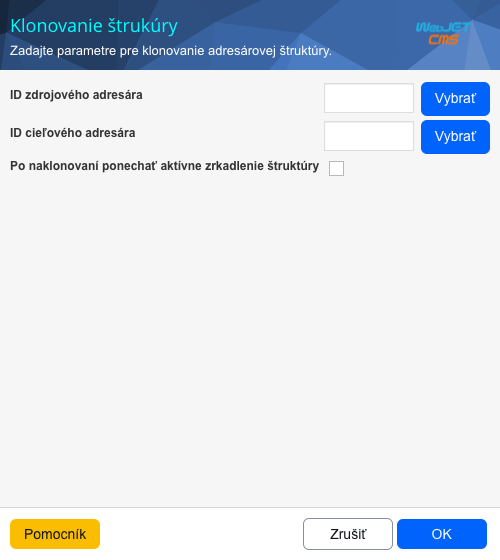 Klonovanie štrukúry
WebJET
CMS
Zadajte parametre pre klonovanie adresárovej štruktúry.
ID zdrojového adresára
Vybrať
ID cieľového adresára
Vybrať
Po naklonovaní ponechať aktívne zrkadlenie štruktúry
Pomocník
Zrušiť
OK